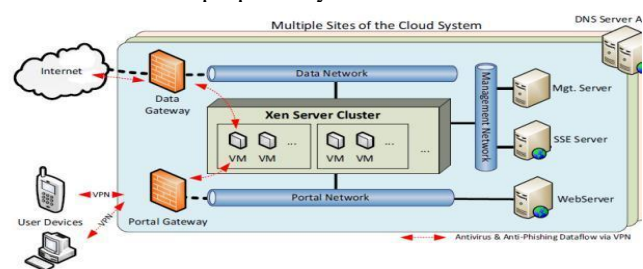 Multiple Sites of the Cloud System
DNS Server A
Internet
Data Network
Data
Gateway
Management Network
Mgt. Server
Xen Server Cluster
VM VM ... VM VM ... ...
SSE Server
VPN
VPN
User Devices
Portal Gateway
Portal Network
WebServer
Antivirus & Anti-Phishing Dataflow via VPN